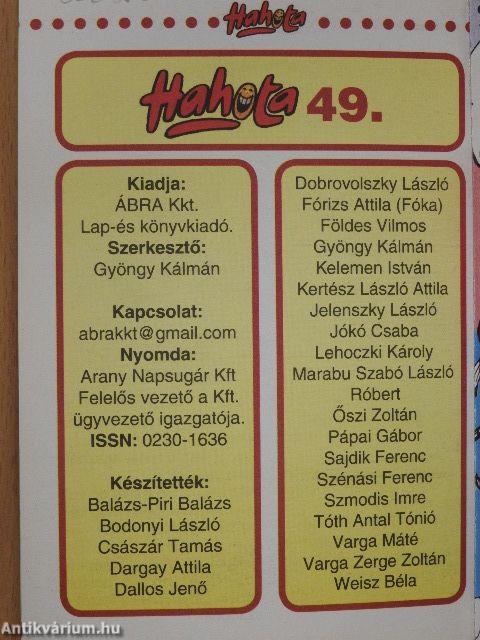 Hahota
Hahota 49.
Kiadja:
ÁBRA Kkt.
Lap-és könyvkiadó.
Szerkesztő:
Gyöngy Kálmán
Kapcsolat:
abrakkt@gmail.com
Nyomda:
Arany Napsugár Kft
Felelős vezető a Kft.
ügyvezető igazgatója.
ISSN: 0230-1636
Készítették:
Balázs-Piri Balázs
Bodonyi László
Császár Tamás
Dargay Attila
Dallos Jenő
Dobrovolszky László
Fórizs Attila (Fóka)
Földes Vilmos
Gyöngy Kálmán
Kelemen István
Kertész László Attila
Jelenszky László
Jókó Csaba
Lehoczki Károly
Marabu Szabó László
Róbert
Őszi Zoltán
Pápai Gábor
Sajdik Ferenc
Szénási Ferenc
Szmodis Imre
Tóth Antal Tónió
Varga Máté
Varga Zerge Zoltán
Weisz Béla
Antikvárium.hu